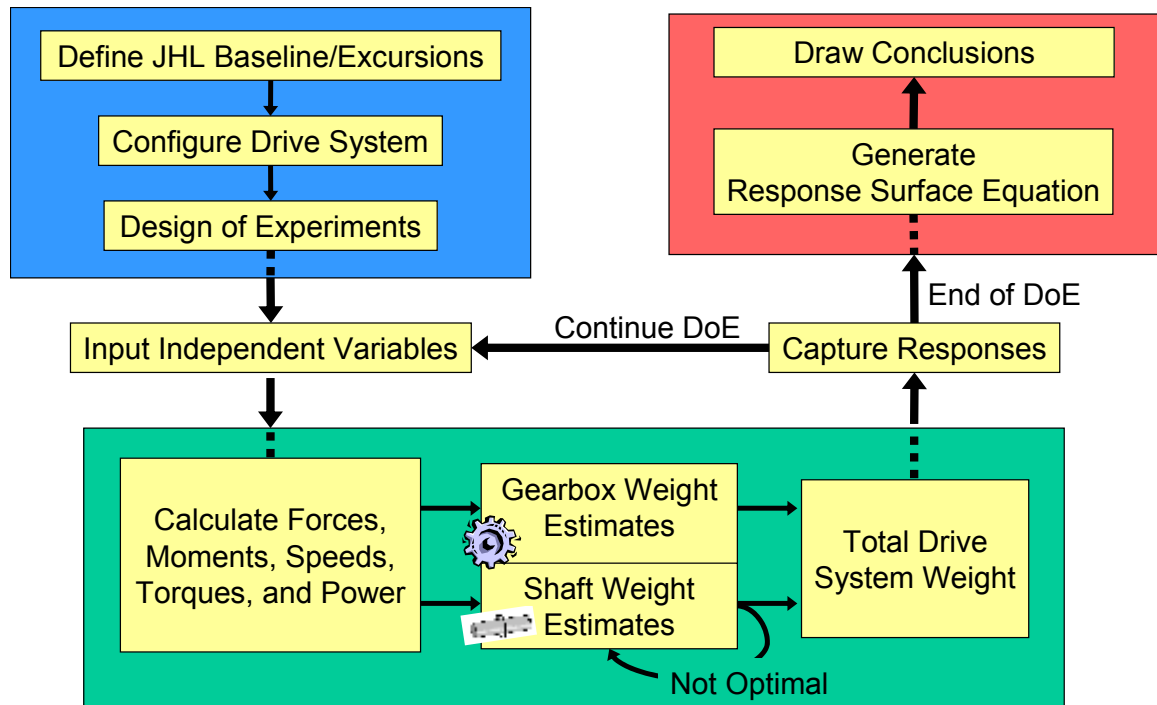 Define JHL Baseline/Excursions
Configure Drive System
Design of Experiments
Input Independent Variables
Draw Conclusions
Generate
Response Surface Equation
End of DoE
Continue DoE
Capture Responses
Calculate Forces,
Moments, Speeds,
Torques, and Power
Gearbox Weight
Estimates
Shaft Weight
Estimates
Not Optimal
Total Drive
System Weight